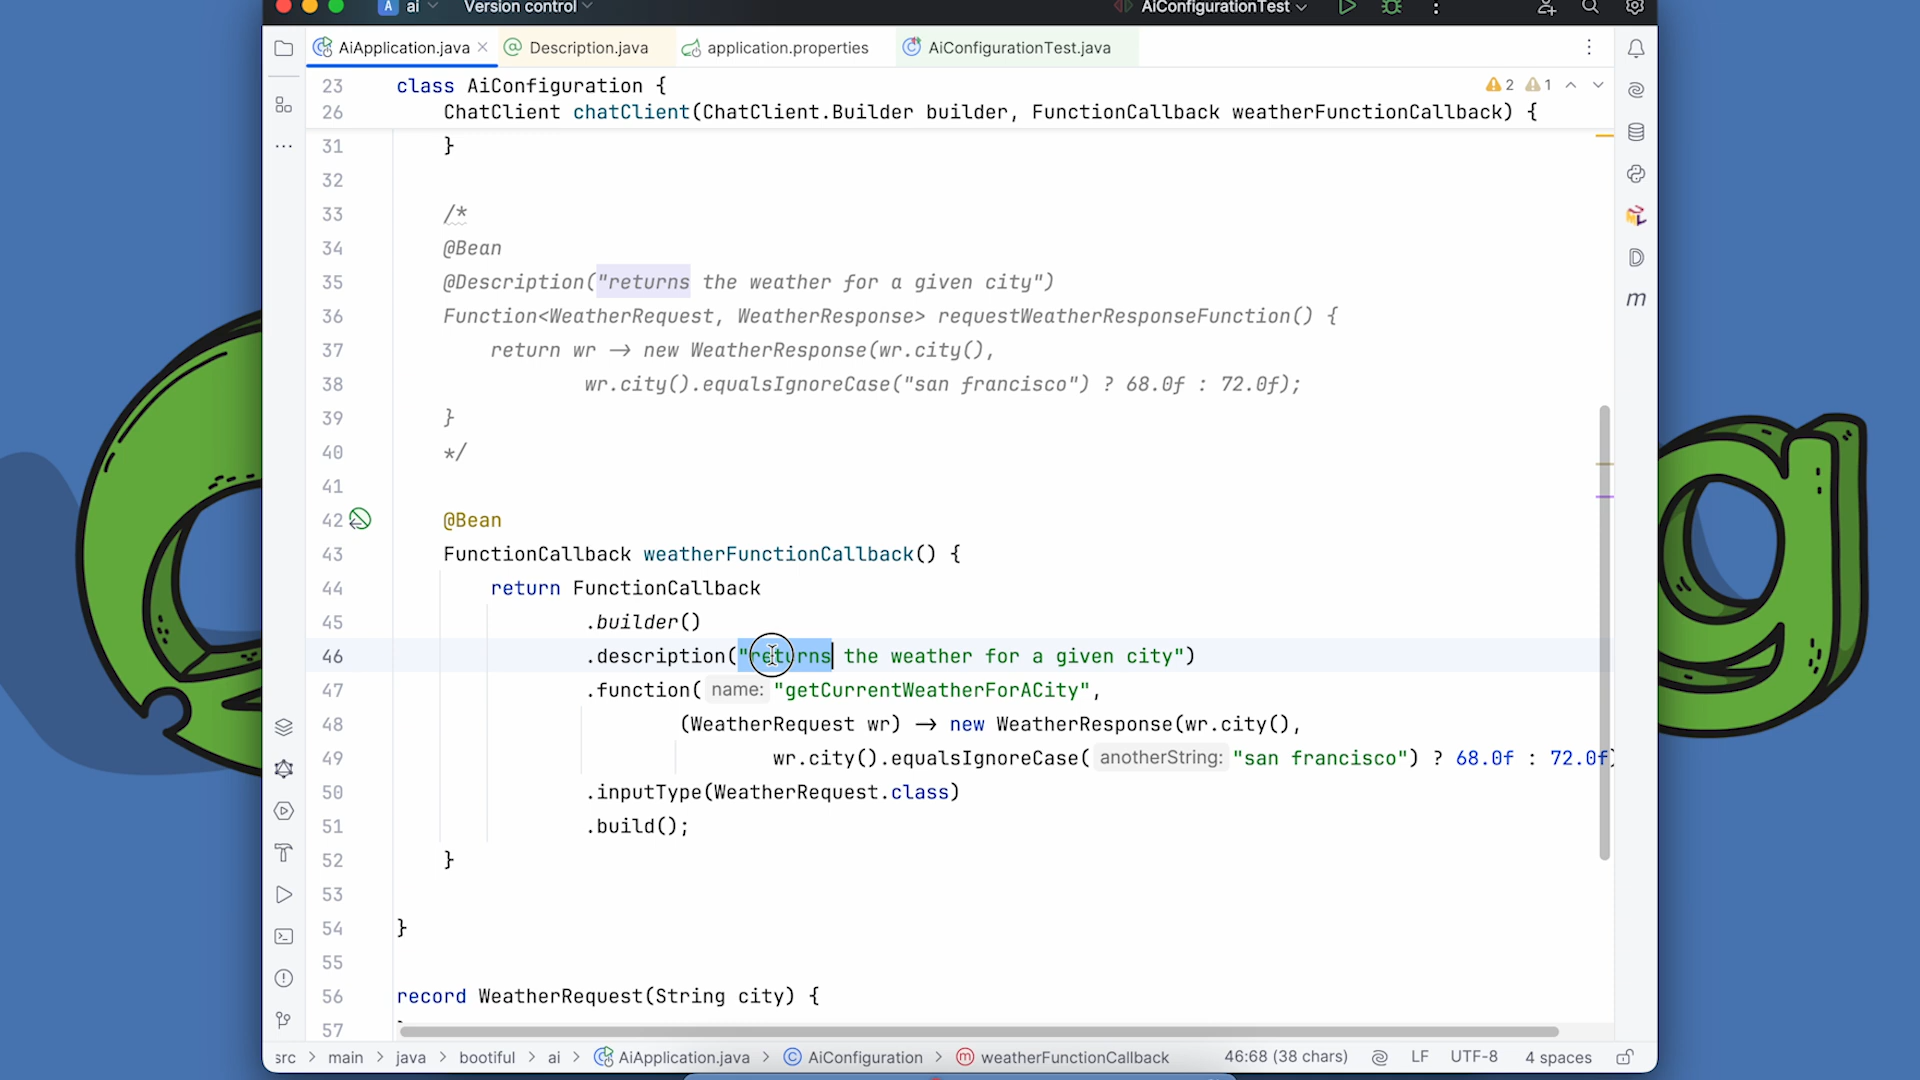 ai Version control AiConfigurationTest
AiApplication.java Description.java application.properties AiConfigurationTest.java
23 class AiConfiguration { 2 1
26 ChatClient chatClient(ChatClient.Builder builder, FunctionCallback weatherFunctionCallback) {
31 }
32
33 /*
34 @Bean
35 @Description("returns the weather for a given city")
36 Function<WeatherRequest, WeatherResponse> requestWeatherResponseFunction() {
37 return wr → new WeatherResponse(wr.city(),
38 wr.city().equalsIgnoreCase("san francisco") ? 68.0f : 72.0f);
39 }
40 */
41
42 @Bean
43 FunctionCallback weatherFunctionCallback() {
44 return FunctionCallback
45 .builder()
46 .description("returns the weather for a given city")
47 .function( name: "getCurrentWeatherForACity",
48 (WeatherRequest wr) → new WeatherResponse(wr.city(),
49 wr.city().equalsIgnoreCase( anotherString: "san francisco") ? 68.0f : 72.0f)
50 .inputType(WeatherRequest.class)
51 .build();
52 }
53
54 }
55
56 record WeatherRequest(String city) {
57
src > main > java > bootiful > ai > AiApplication.java > AiConfiguration > weatherFunctionCallback 46:68 (38 chars) LF UTF-8 4 spaces